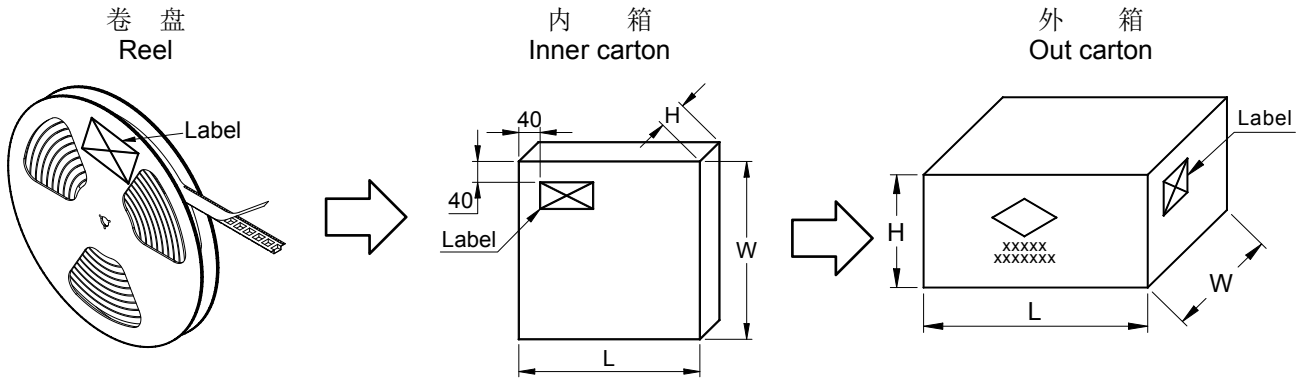 卷 盘
Reel
Label
内 箱
Inner carton
40
H
40
Label
W
L
外 箱
Out carton
Label
H
xxxxx
xxxxxxx
W
L